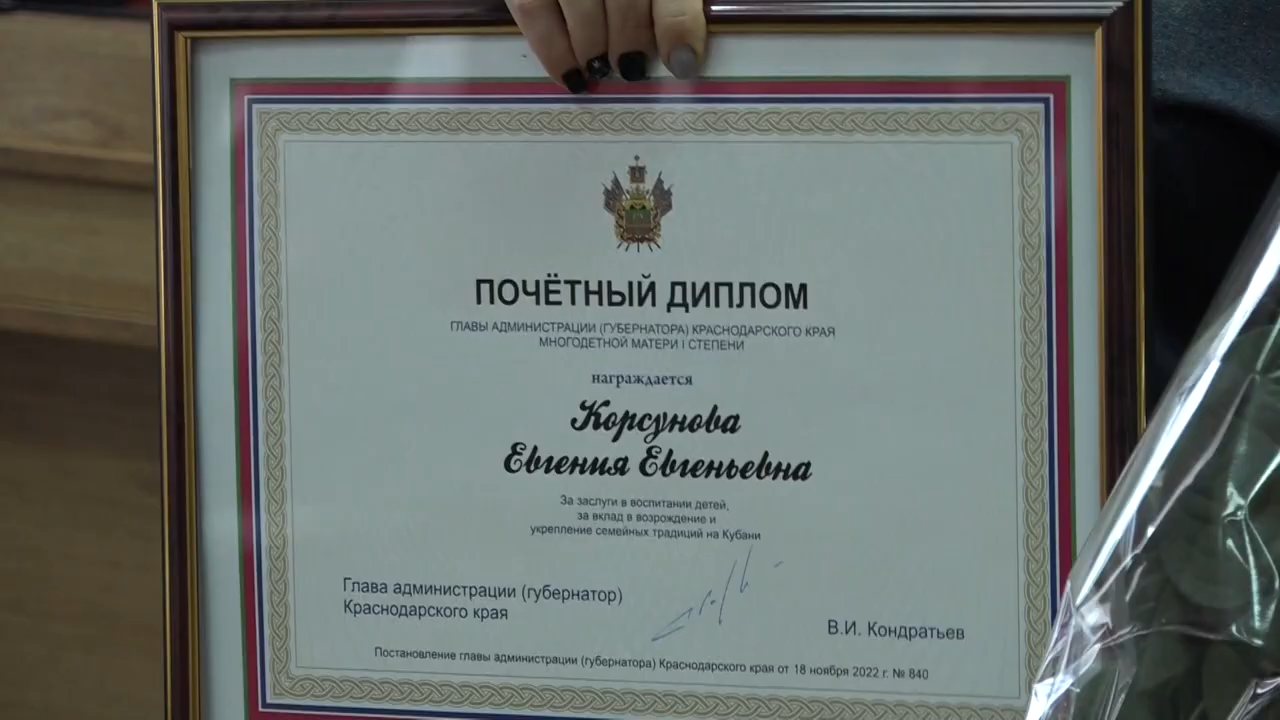 ПОЧЁТНЫЙ ДИПЛОМ
ГЛАВЫ АДМИНИСТРАЦИИ (ГУБЕРНАТОРА) КРАСНОДАРСКОГО КРАЯ
МНОГОДЕТНОЙ МАТЕРИ I СТЕПЕНИ
награждается
Корсунова
Евгения Евгеньевна
За заслуги в воспитании детей,
за вклад в возрождение и
укрепление семейных традиций на Кубани
Глава администрации (губернатор)
Краснодарского края
В.И. Кондратьев
Постановление главы администрации (губернатора) Краснодарского края от 18 ноября 2022 г. № 840